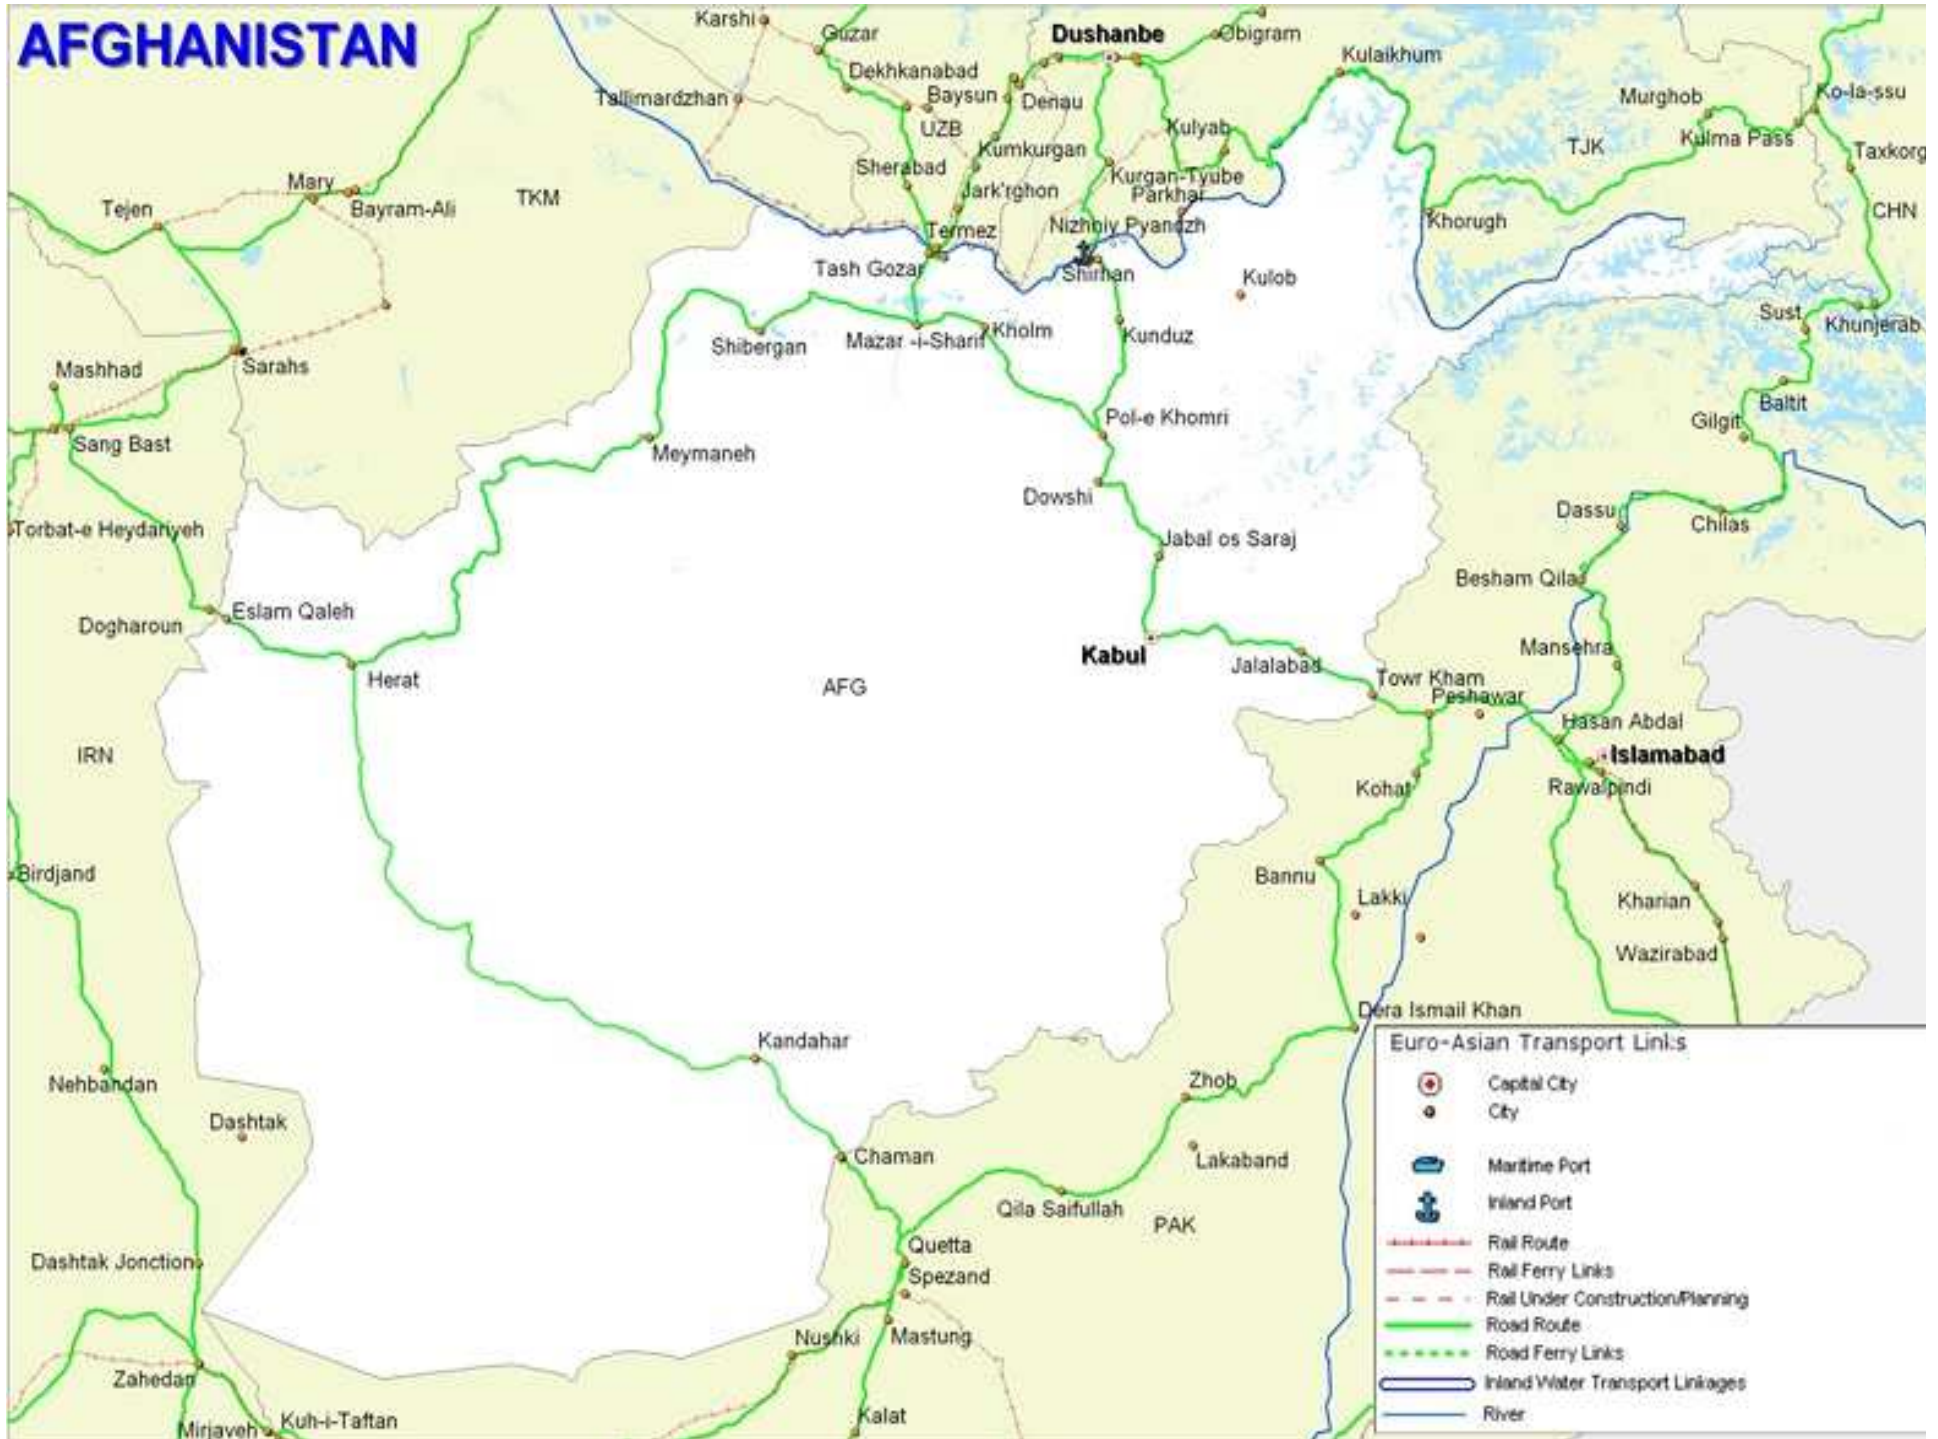 AFGHANISTAN
Karshi
Guzar
Dushanbe
Obigram
Kulaikhum
Dekhkanabad
Tallimardzhan
Baysun
Denau
Murghob
Ko-la-ssu
UZB
Kulyab
Kulma Pass
TJK
Kumkurgan
Taxkorg
Sherabad
Kurgan-Tyube
Mary
TKM
Jark'rghon
Parkhar
Tejen
Bayram-Ali
CHN
Termez
Nizhniy Pyandzh
Khorugh
Tash Gozar
Shirhan
Kulob
Sust
Khunjerab
Shibergan
Mazar -i-Sharif
Kholm
Kunduz
Mashhad
Sarahs
Baltit
Pol-e Khomri
Gilgit
Sang Bast
Meymaneh
Dowshi
Dassu
Chilas
Torbat-e Heydariyeh
Jabal os Saraj
Besham Qila
Eslam Qaleh
Dogharoun
Mansehra
Kabul
Jalalabad
Herat
AFG
Towr Kham
Peshawar
Hasan Abdal
IRN
Islamabad
Kohat
Rawalpindi
Birdjand
Bannu
Lakki
Kharian
Wazirabad
Dera Ismail Khan
Kandahar
Nehbandan
Zhob
Dashtak
Chaman
Lakaband
Qila Saifullah
PAK
Quetta
Dashtak Jonction
Spezand
Nushki
Mastung
Zahedan
Mirjaveh
Kuh-i-Taftan
Kalat
Euro-Asian Transport Links
Capital City
City
Maritime Port
Inland Port
Rail Route
Rail Ferry Links
Rail Under Construction/Planning
Road Route
Road Ferry Links
Inland Water Transport Linkages
River